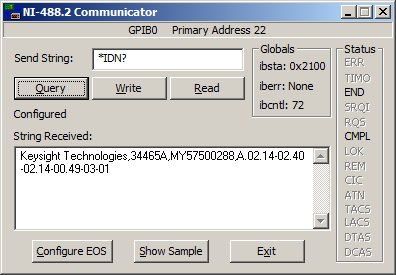 NI-488.2 Communicator
GPIB0 Primary Address 22
Send String: *IDN?
Query Write Read
Configured
String Received:
Keysight Technologies,34465A,MY57500288,A.02.14-02.40
-02.14-00.49-03-01
Configure EOS Show Sample Exit
Globals
ibsta: 0x2100
iberr: None
ibcntl: 72
Status
ERR
TIMO
END
SRQI
RQS
CMPL
LOK
REM
CIC
ATN
TACS
LACS
DTAS
DCAS